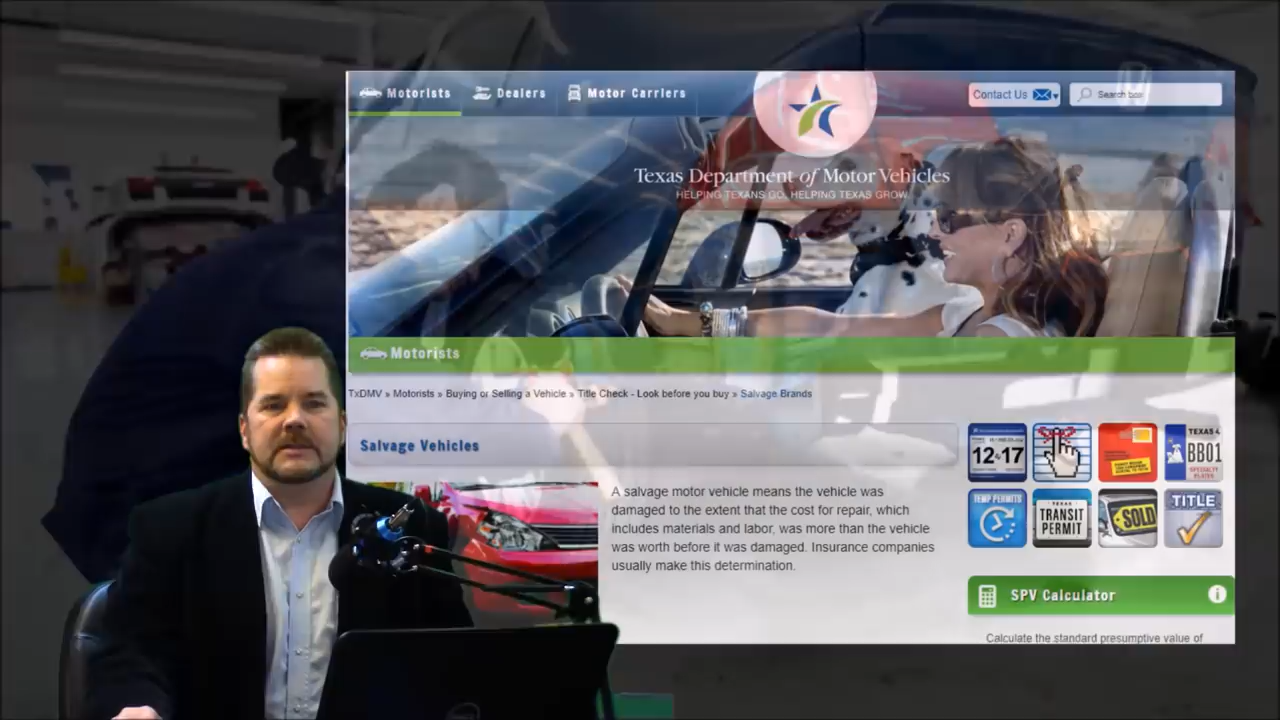 Motorists
Dealers
Motor Carriers
Contact Us
Search box
Texas Department of Motor Vehicles
HELPING TEXANS GO. HELPING TEXAS GROW.
Motorists
TxDMV » Motorists » Buying or Selling a Vehicle » Title Check - Look before you buy » Salvage Brands
Salvage Vehicles
A salvage motor vehicle means the vehicle was
damaged to the extent that the cost for repair, which
includes materials and labor, was more than the vehicle
was worth before it was damaged. Insurance companies
usually make this determination.
12 17
TEXAS
BB01
SPECIALTY
PLATES
TEMP PERMITS
TEXAS
TRANSIT
PERMIT
SOLD
TITLE
SPV Calculator
Calculate the standard presumptive value of